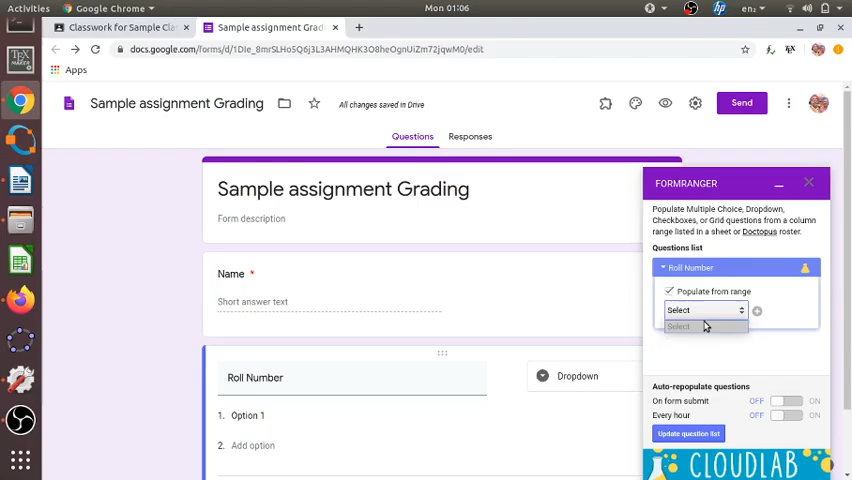 Activities
Google Chrome
Mon 01:06
en₂
Classwork for Sample Clas
Sample assignment Gradi
docs.google.com/forms/d/1DIe_8mrSLHo5Q6j3L3AMQHK3O8heOgnUiZm72jqwM0/edit
Apps
Sample assignment Grading
All changes saved in Drive
Send
Questions
Responses
Sample assignment Grading
Form description
Name *
Short answer text
Roll Number
Dropdown
1. Option 1
2. Add option
FORMRANGER
Populate Multiple Choice, Dropdown,
Checkboxes, or Grid questions from a column
range listed in a sheet or Doctopus roster.
Questions list
Roll Number
Populate from range
Select
Select
Auto-repopulate questions
On form submit OFF ON
Every hour OFF ON
Update question list
CLOUDLAB